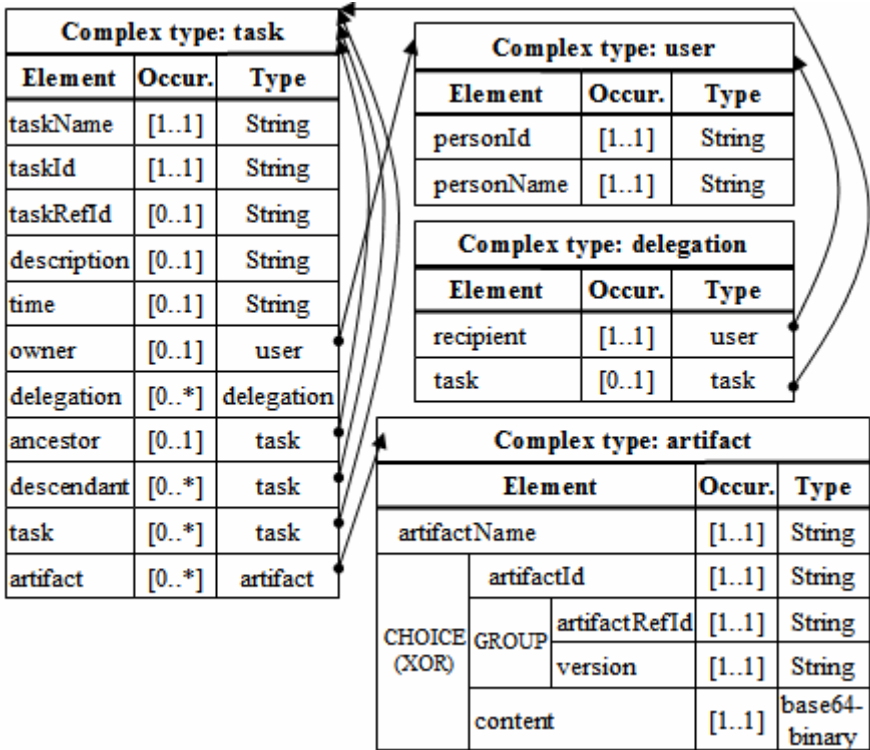 Complex type: task
Element Occur. Type
taskName [1..1] String
taskId [1..1] String
taskRefId [0..1] String
description [0..1] String
time [0..1] String
owner [0..1] user
delegation [0..*] delegation
ancestor [0..1] task
descendant [0..*] task
task [0..*] task
artifact [0..*] artifact
Complex type: user
Element Occur. Type
personId [1..1] String
personName [1..1] String
Complex type: delegation
Element Occur. Type
recipient [1..1] user
task [0..1] task
Complex type: artifact
Element Occur. Type
artifactName [1..1] String
CHOICE
(XOR)
artifactId [1..1] String
GROUP
artifactRefId [1..1] String
version [1..1] String
content [1..1] base64-
binary